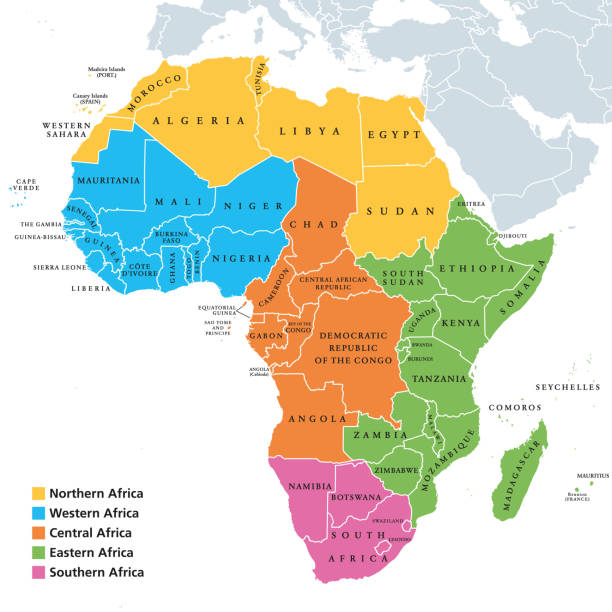 Madeira Islands
(PORT.)
Canary Islands
(SPAIN)
MOROCCO
TUNISIA
ALGERIA
LIBYA
EGYPT
WESTERN
SAHARA
CAPE
VERDE
MAURITANIA
MALI
NIGER
CHAD
SUDAN
ERITREA
DJIBOUTI
SENEGAL
THE GAMBIA
GUINEA-BISSAU
GUINEA
SIERRA LEONE
LIBERIA
CÔTE
D'IVOIRE
BURKINA
FASO
GHANA
TOGO
BENIN
NIGERIA
CAMEROON
CENTRAL AFRICAN
REPUBLIC
SOUTH
SUDAN
ETHIOPIA
SOMALIA
EQUATORIAL
GUINEA
SAO TOME
AND
PRINCIPE
GABON
REP. OF THE
CONGO
DEMOCRATIC
REPUBLIC
OF THE CONGO
UGANDA
KENYA
RWANDA
BURUNDI
TANZANIA
ANGOLA
(Cabinda)
ANGOLA
ZAMBIA
MALAWI
MOZAMBIQUE
ZIMBABWE
SEYCHELLES
COMOROS
MADAGASCAR
MAURITIUS
Réunion
(FRANCE)
NAMIBIA
BOTSWANA
SWAZILAND
LESOTHO
SOUTH
AFRICA
Northern Africa
Western Africa
Central Africa
Eastern Africa
Southern Africa